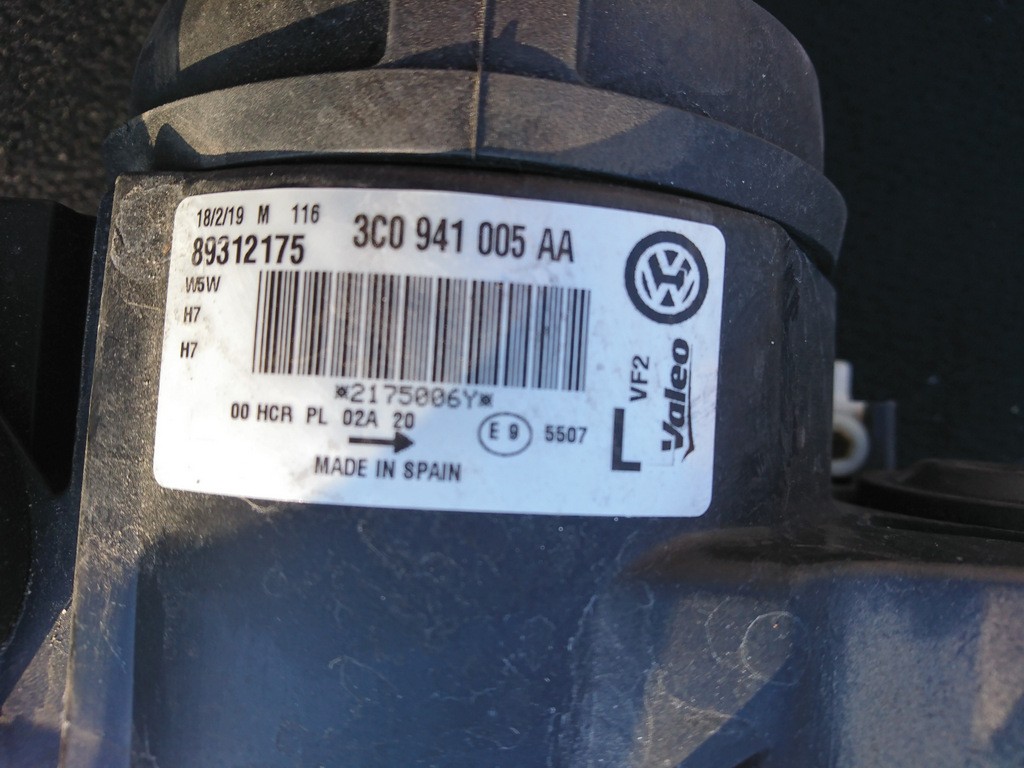 18/2/19 M 116
89312175
3C0 941 005 AA
W5W
H7
H7
*2175006Y*
00 HCR PL 02A 20
E 9 5507
MADE IN SPAIN
L
VF2
Valeo